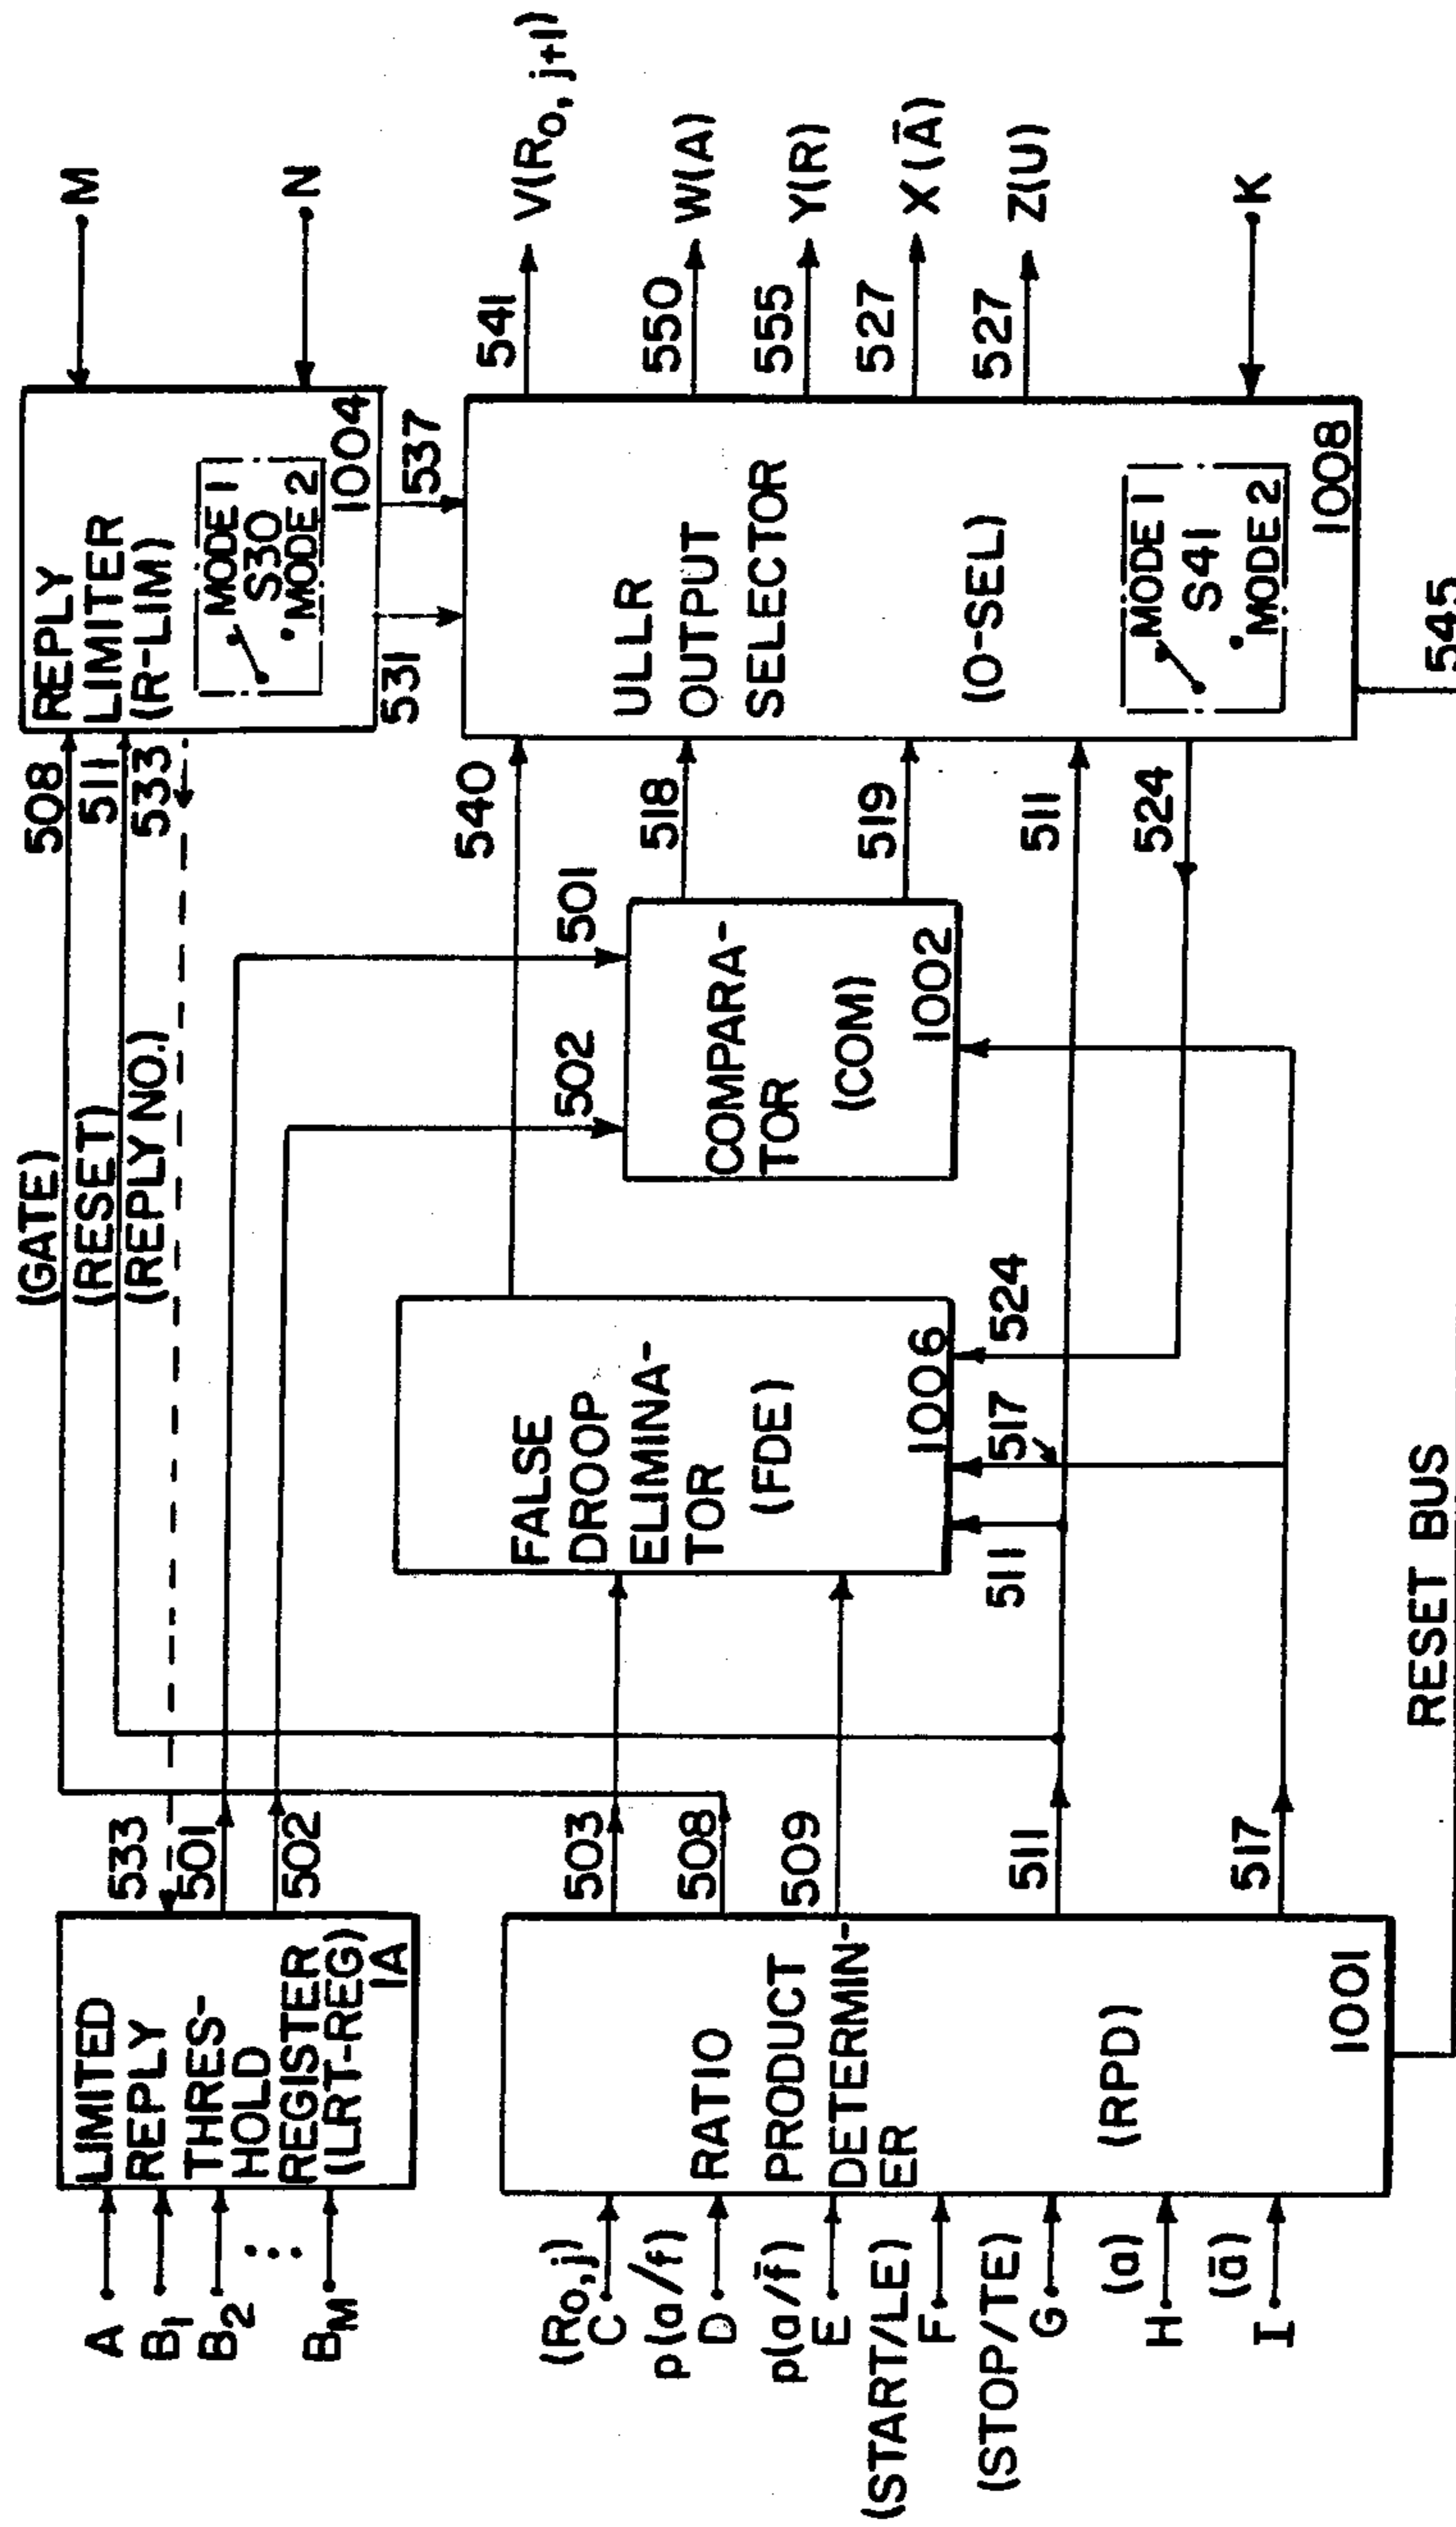 A
B1
B2
BM
LIMITED
REPLY
THRES-
HOLD
REGISTER
(LRT-REG)
1A
533
501
502
(GATE)
(RESET)
(REPLY NO.)
508
511
533
REPLY
LIMITER
(R-LIM)
MODE 1
S30
MODE 2
1004
M
N
531
537
(R0,j)
C
p(a/f)
D
p(a/f̄)
E
(START/LE)
F
(STOP/TE)
G
(a)
H
(ā)
I
RATIO
PRODUCT
DETERMIN-
ER
(RPD)
1001
503
508
509
511
517
FALSE
DROOP
ELIMINA-
TOR
(FDE)
1006
511
517
524
502
501
COMPARA-
TOR
(COM)
1002
540
518
519
511
524
ULLR
OUTPUT
SELECTOR
(O-SEL)
MODE 1
S41
MODE 2
1008
541
V(R0, j+1)
550
W(A)
555
Y(R)
527
X(Ā)
527
Z(U)
K
RESET BUS
545